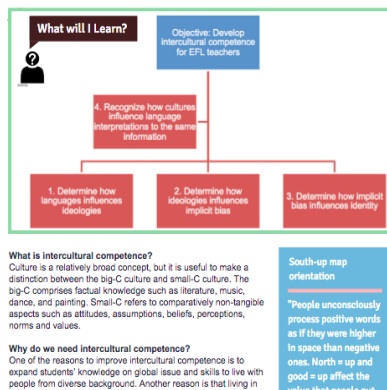 What will I Learn?
?
Objective: Develop
intercultural competence
for EFL teachers
4. Recognize how cultures
influence language
interpretations to the same
information
1. Determine how
languages influences
ideologies
2. Determine how
ideologies influences
implicit bias
3. Determine how implicit
bias influences identity
What is intercultural competence?
Culture is a relatively broad concept, but it is useful to make a
distinction between the big-C culture and small-C culture. The
big-C comprises factual knowledge such as literature, music,
dance, and painting. Small-C refers to comparatively non-tangible
aspects such as attitudes, assumptions, beliefs, perceptions,
norms and values.
Why do we need intercultural competence?
One of the reasons to improve intercultural competence is to
expand students' knowledge on global issue and skills to live with
people from diverse background. Another reason is that living in
South-up map
orientation
"People unconsciously
process positive words
as if they were higher
in space than negative
ones. North = up and
good = up affect the